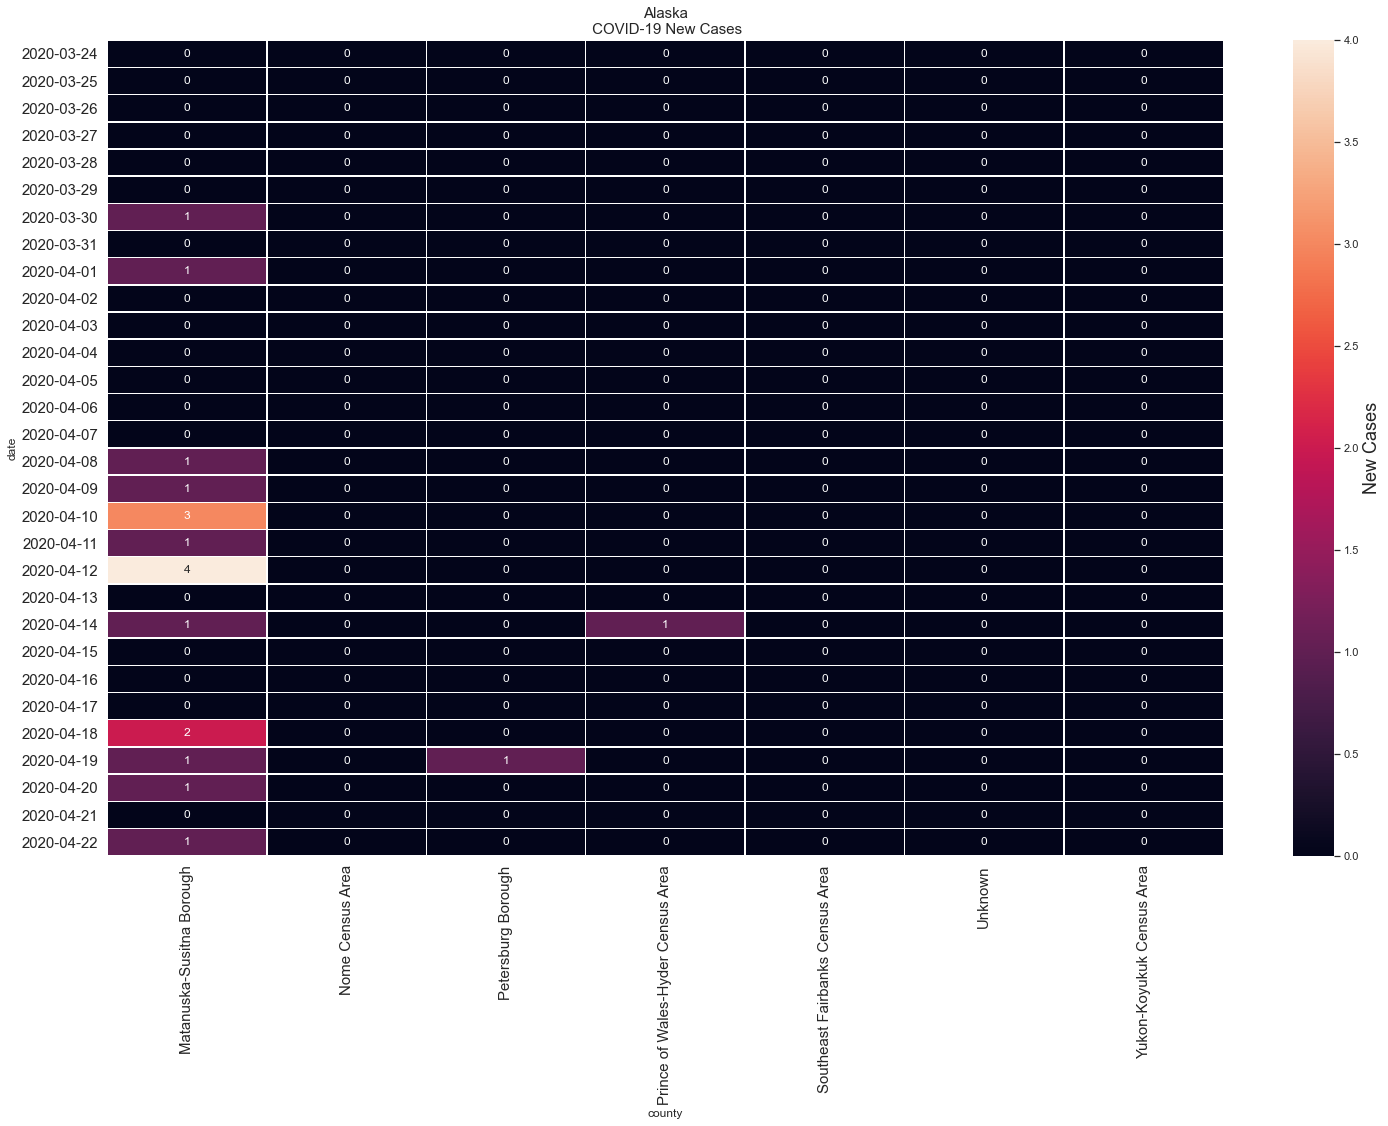 Alaska
COVID-19 New Cases
2020-03-24 0 0 0 0 0 0 0
2020-03-25 0 0 0 0 0 0 0
2020-03-26 0 0 0 0 0 0 0
2020-03-27 0 0 0 0 0 0 0
2020-03-28 0 0 0 0 0 0 0
2020-03-29 0 0 0 0 0 0 0
2020-03-30 1 0 0 0 0 0 0
2020-03-31 0 0 0 0 0 0 0
2020-04-01 1 0 0 0 0 0 0
2020-04-02 0 0 0 0 0 0 0
2020-04-03 0 0 0 0 0 0 0
2020-04-04 0 0 0 0 0 0 0
2020-04-05 0 0 0 0 0 0 0
2020-04-06 0 0 0 0 0 0 0
2020-04-07 0 0 0 0 0 0 0
2020-04-08 1 0 0 0 0 0 0
2020-04-09 1 0 0 0 0 0 0
2020-04-10 3 0 0 0 0 0 0
2020-04-11 1 0 0 0 0 0 0
2020-04-12 4 0 0 0 0 0 0
2020-04-13 0 0 0 0 0 0 0
2020-04-14 1 0 0 1 0 0 0
2020-04-15 0 0 0 0 0 0 0
2020-04-16 0 0 0 0 0 0 0
2020-04-17 0 0 0 0 0 0 0
2020-04-18 2 0 0 0 0 0 0
2020-04-19 1 0 1 0 0 0 0
2020-04-20 1 0 0 0 0 0 0
2020-04-21 0 0 0 0 0 0 0
2020-04-22 1 0 0 0 0 0 0
date
Matanuska-Susitna Borough
Nome Census Area
Petersburg Borough
Prince of Wales-Hyder Census Area
Southeast Fairbanks Census Area
Unknown
Yukon-Koyukuk Census Area
county
4.0
3.5
3.0
2.5
2.0
1.5
1.0
0.5
0.0
New Cases